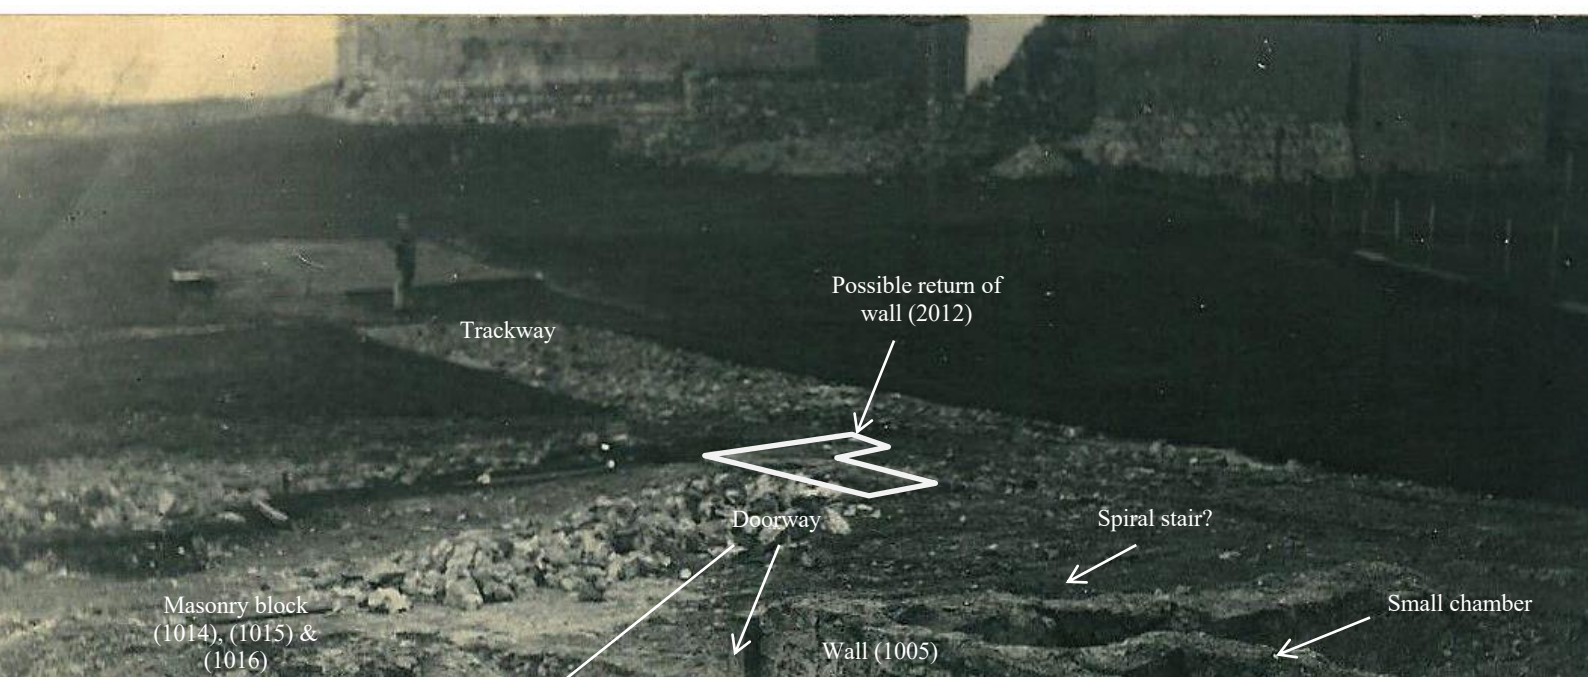 Possible return of
wall (2012)
Trackway
Doorway
Spiral stair?
Masonry block
(1014), (1015) &
(1016)
Small chamber
Wall (1005)